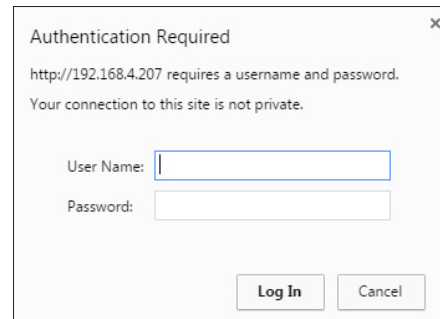 Authentication Required
http://192.168.4.207 requires a username and password.
Your connection to this site is not private.
User Name:
Password:
Log In Cancel